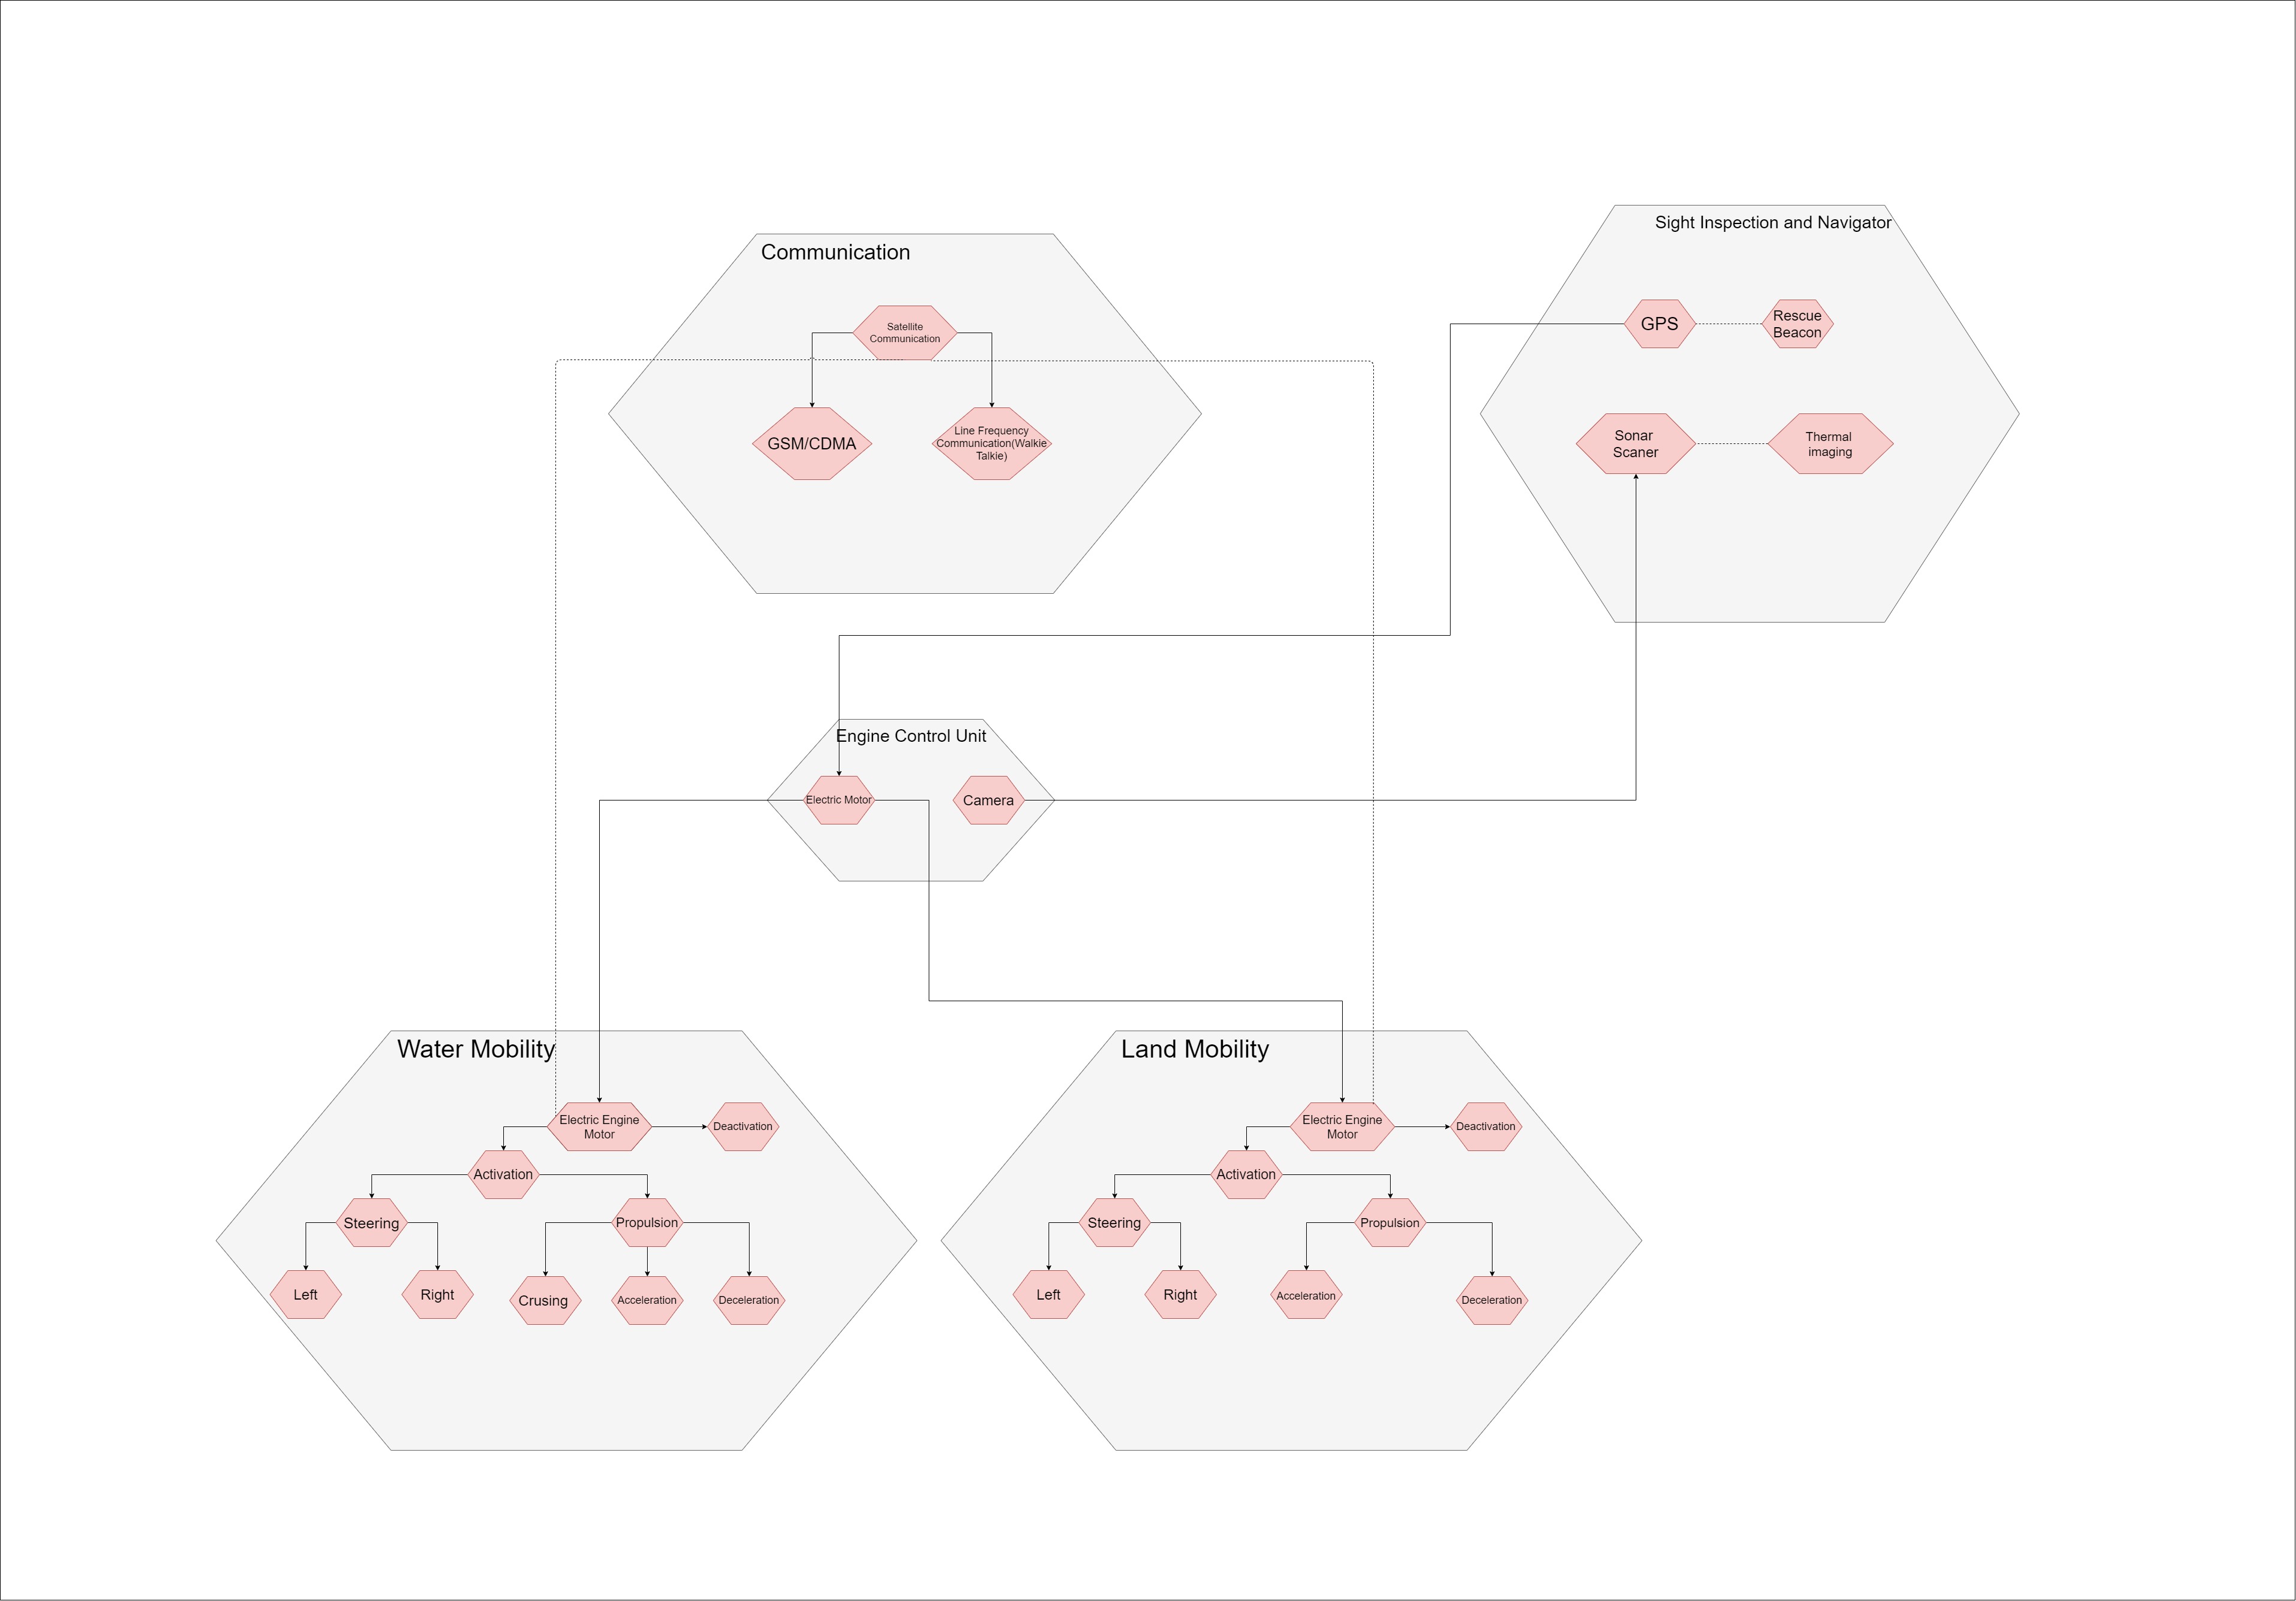 Communication
Satellite
Communication
GSM/CDMA
Line Frequency
Communication(Walkie
Talkie)
Sight Inspection and Navigator
GPS
Rescue
Beacon
Sonar
Scaner
Thermal
imaging
Engine Control Unit
Electric Motor
Camera
Water Mobility
Electric Engine
Motor
Deactivation
Activation
Steering
Propulsion
Left
Right
Crusing
Acceleration
Deceleration
Land Mobility
Electric Engine
Motor
Deactivation
Activation
Steering
Propulsion
Left
Right
Acceleration
Deceleration